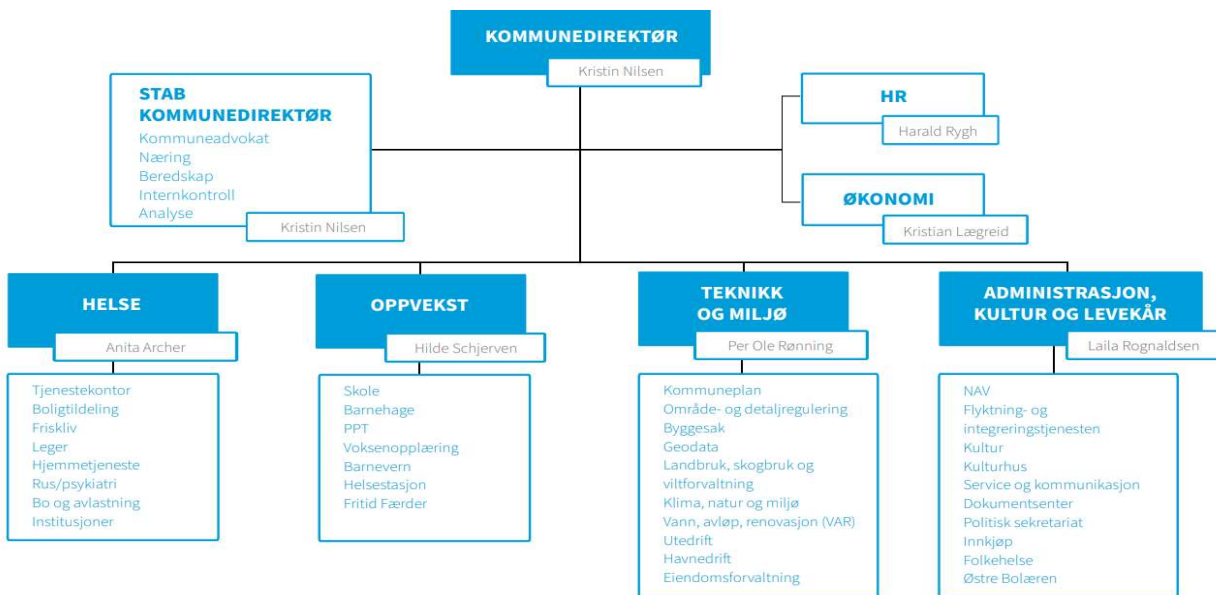 KOMMUNEDIREKTØR
Kristin Nilsen
STAB
KOMMUNEDIREKTØR
Kommuneadvokat
Næring
Beredskap
Internkontroll
Analyse
Kristin Nilsen
HR
Harald Rygh
ØKONOMI
Kristian Lægreid
HELSE
Anita Archer
Tjenestekontor
Boligtildeling
Friskliv
Leger
Hjemmetjeneste
Rus/psykiatri
Bo og avlastning
Institusjoner
OPPVEKST
Hilde Schjerven
Skole
Barnehage
PPT
Voksenopplæring
Barnevern
Helsestasjon
Fritid Færder
TEKNIKK
OG MILJØ
Per Ole Rønning
Kommuneplan
Område- og detaljregulering
Byggesak
Geodata
Landbruk, skogbruk og
viltforvaltning
Klima, natur og miljø
Vann, avløp, renovasjon (VAR)
Utedrift
Havnedrift
Eiendomsforvaltning
ADMINISTRASJON,
KULTUR OG LEVEKÅR
Laila Rognaldsen
NAV
Flyktning- og
integreringstjenesten
Kultur
Kulturhus
Service og kommunikasjon
Dokumentsenter
Politisk sekretariat
Innkjøp
Folkehelse
Østre Bolæren